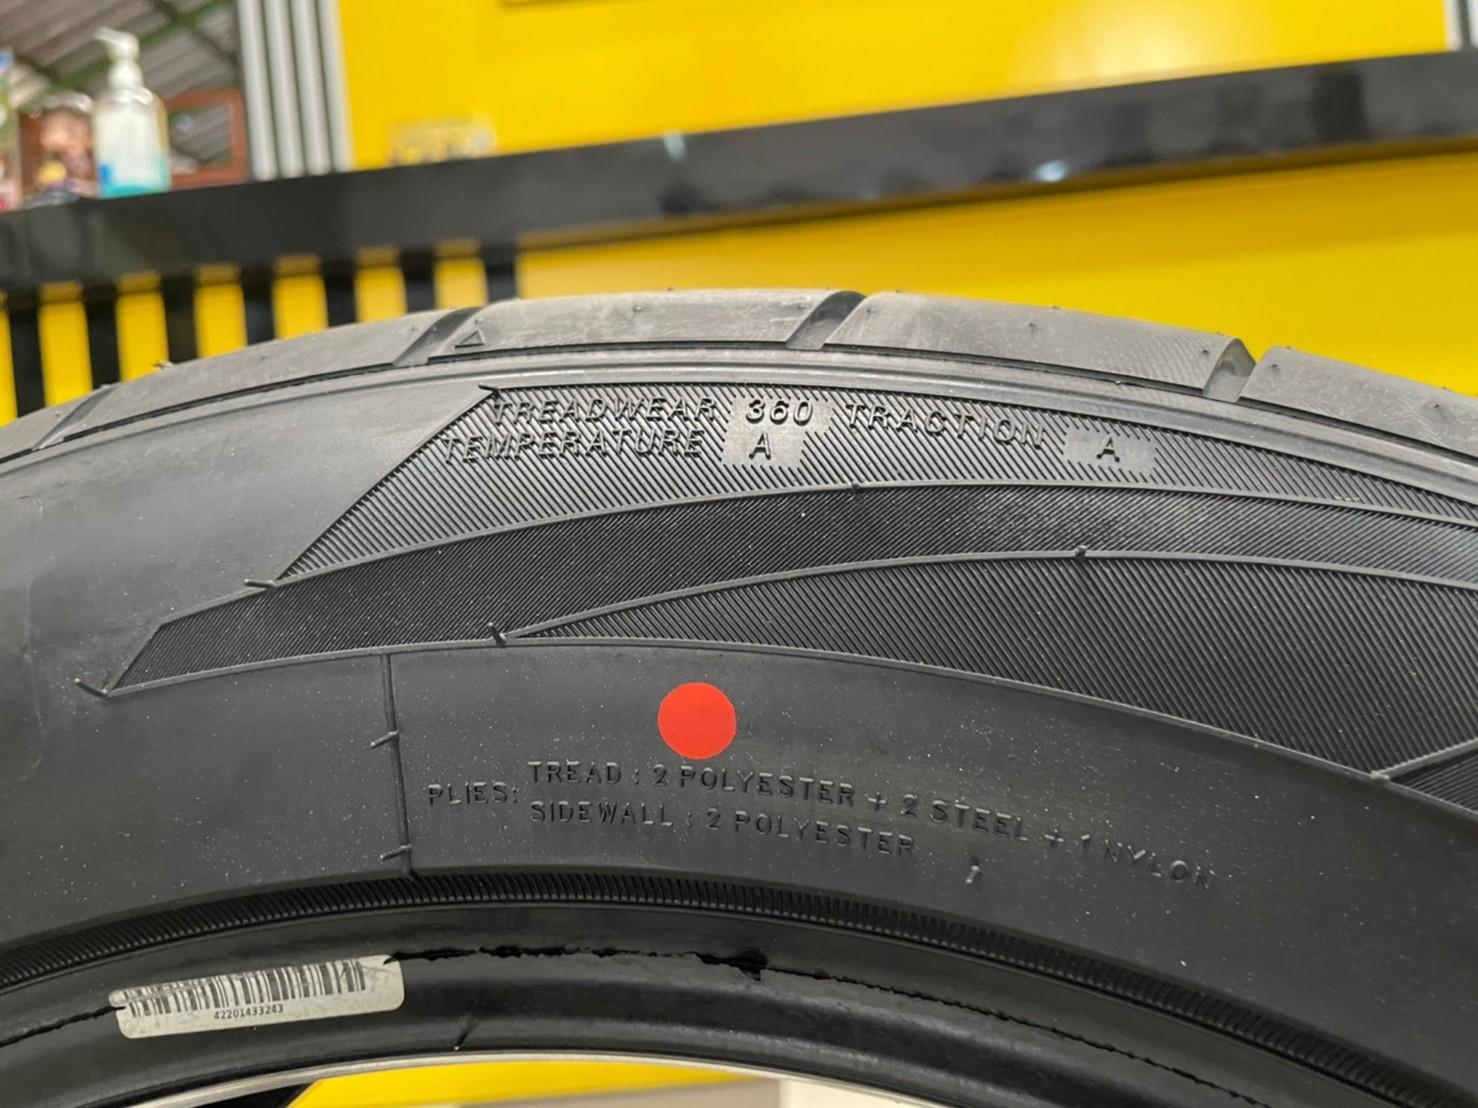 TREADWEAR 360 TRACTION A
TEMPERATURE A
PLIES: TREAD : 2 POLYESTER + 2 STEEL + 1 NYLON
SIDEWALL : 2 POLYESTER
42201433243